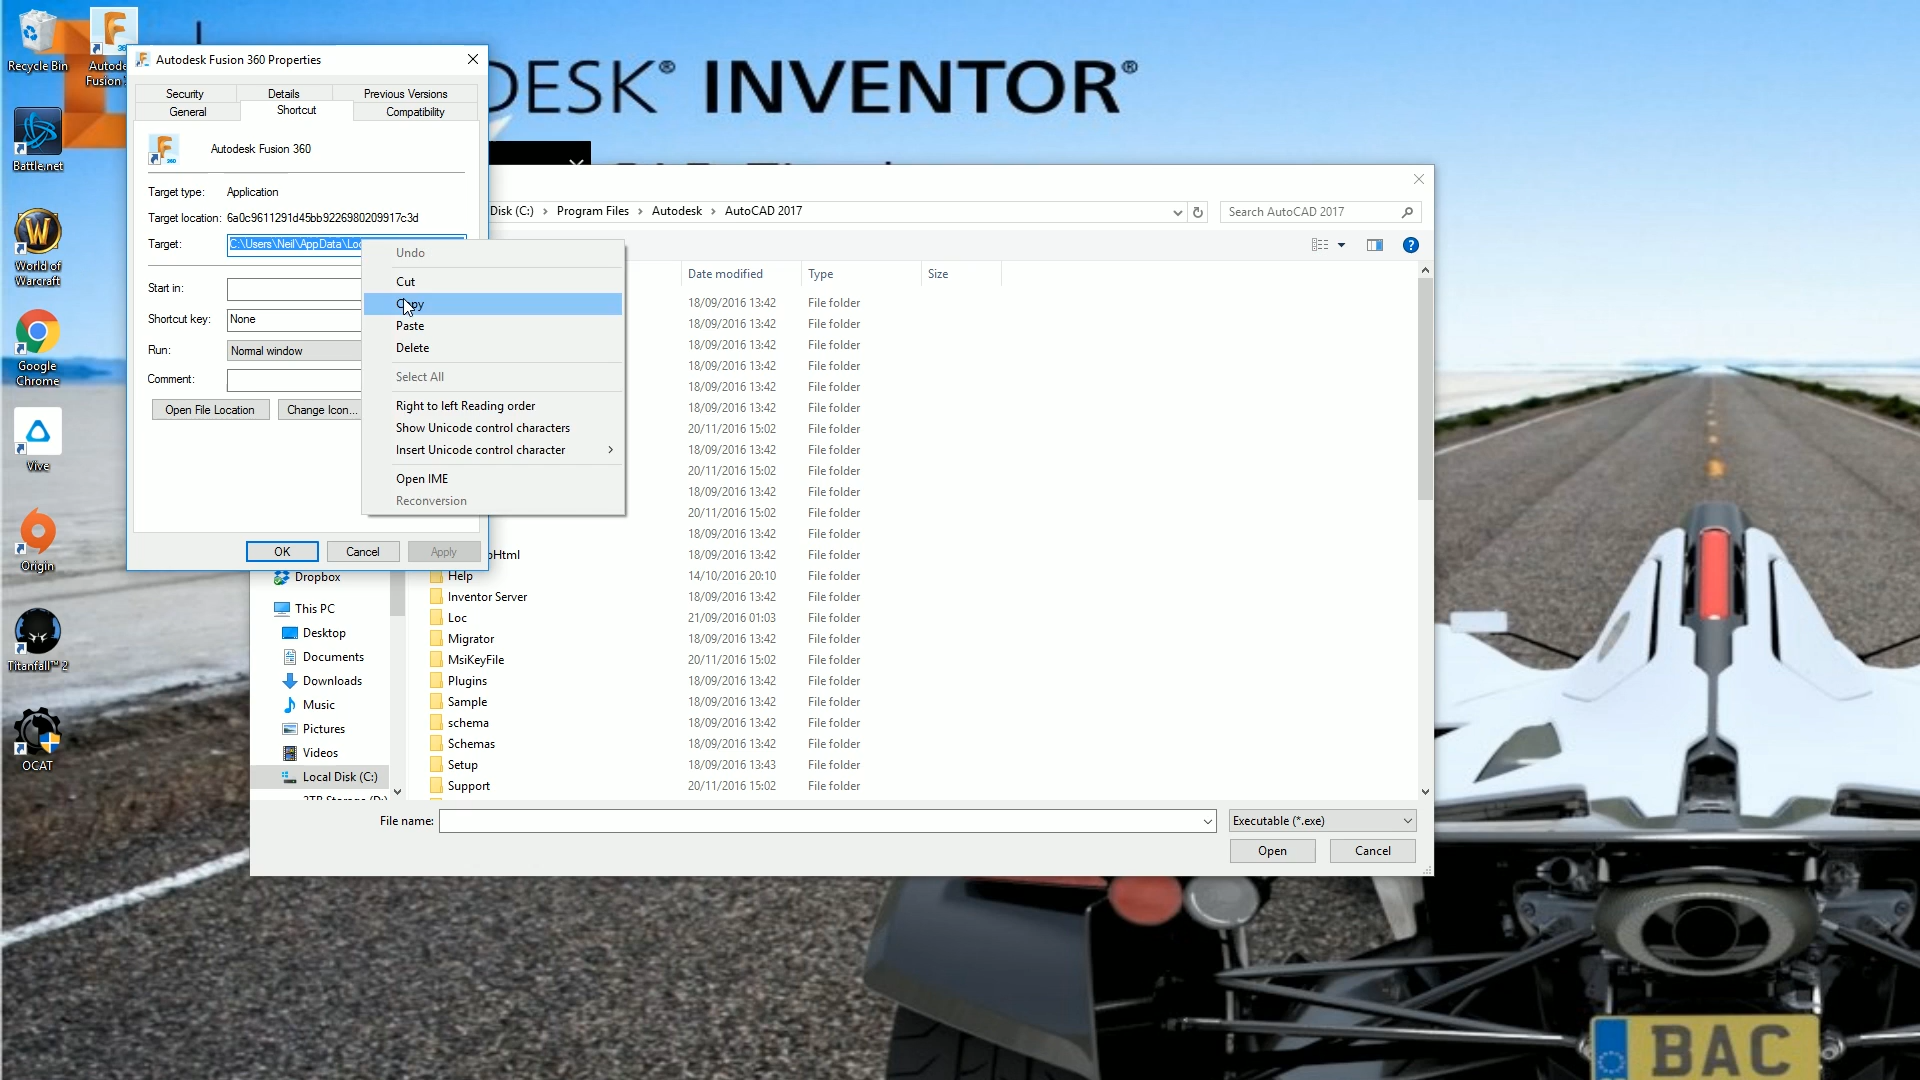 Recycle Bin
Fusion
Battle.net
World of
Warcraft
Google
Chrome
Vive
Origin
Titanfall™ 2
OCAT
DESK® INVENTOR®
Autodesk Fusion 360 Properties
Security
Details
Previous Versions
General
Shortcut
Compatibility
360
Autodesk Fusion 360
Target type:
Application
Target location:
6a0c9611291d45bb9226980209917c3d
Target:
C:\Users\Neil\AppData\Loc
Start in:
Shortcut key:
None
Run:
Normal window
Comment:
Open File Location
Change Icon...
OK
Cancel
Apply
Undo
Cut
Copy
Paste
Delete
Select All
Right to left Reading order
Show Unicode control characters
Insert Unicode control character
Open IME
Reconversion
Disk (C:) › Program Files › Autodesk › AutoCAD 2017
Search AutoCAD 2017
Date modified
Type
Size
18/09/2016 13:42 File folder
18/09/2016 13:42 File folder
18/09/2016 13:42 File folder
18/09/2016 13:42 File folder
18/09/2016 13:42 File folder
18/09/2016 13:42 File folder
20/11/2016 15:02 File folder
18/09/2016 13:42 File folder
20/11/2016 15:02 File folder
18/09/2016 13:42 File folder
20/11/2016 15:02 File folder
18/09/2016 13:42 File folder
pHtml 18/09/2016 13:42 File folder
Help 14/10/2016 20:10 File folder
Inventor Server 18/09/2016 13:42 File folder
Loc 21/09/2016 01:03 File folder
Migrator 18/09/2016 13:42 File folder
MsiKeyFile 20/11/2016 15:02 File folder
Plugins 18/09/2016 13:42 File folder
Sample 18/09/2016 13:42 File folder
schema 18/09/2016 13:42 File folder
Schemas 18/09/2016 13:42 File folder
Setup 18/09/2016 13:43 File folder
Support 20/11/2016 15:02 File folder
Dropbox
This PC
Desktop
Documents
Downloads
Music
Pictures
Videos
Local Disk (C:)
2TB Storage (D:)
File name:
Executable (*.exe)
Open
Cancel
BAC